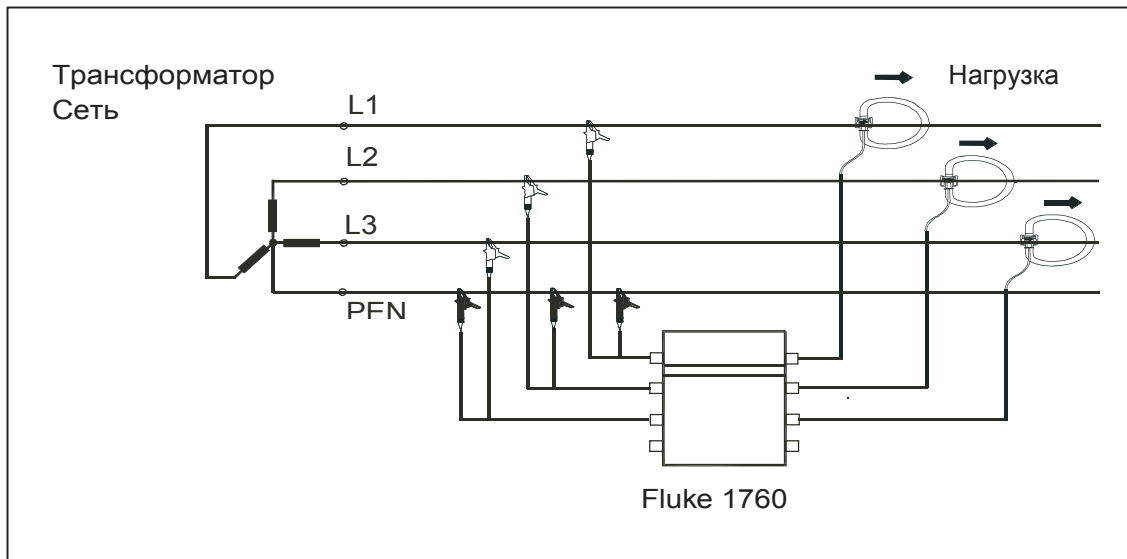 Трансформатор
Сеть
Нагрузка
L1
L2
L3
PEN
Fluke 1760